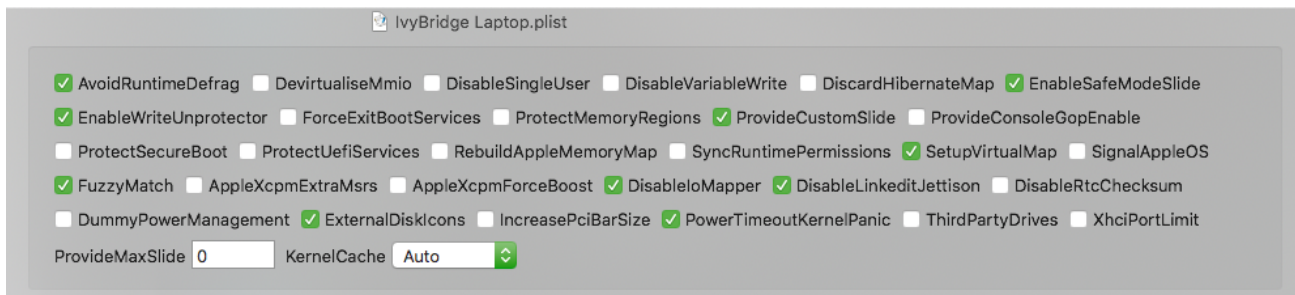 IvyBridge Laptop.plist
AvoidRuntimeDefrag DevirtualiseMmio DisableSingleUser DisableVariableWrite DiscardHibernateMap EnableSafeModeSlide
EnableWriteUnprotector ForceExitBootServices ProtectMemoryRegions ProvideCustomSlide ProvideConsoleGopEnable
ProtectSecureBoot ProtectUefiServices RebuildAppleMemoryMap SyncRuntimePermissions SetupVirtualMap SignalAppleOS
FuzzyMatch AppleXcpmExtraMsrs AppleXcpmForceBoost DisableIoMapper DisableLinkeditJettison DisableRtcChecksum
DummyPowerManagement ExternalDiskIcons IncreasePciBarSize PowerTimeoutKernelPanic ThirdPartyDrives XhciPortLimit
ProvideMaxSlide 0 KernelCache Auto